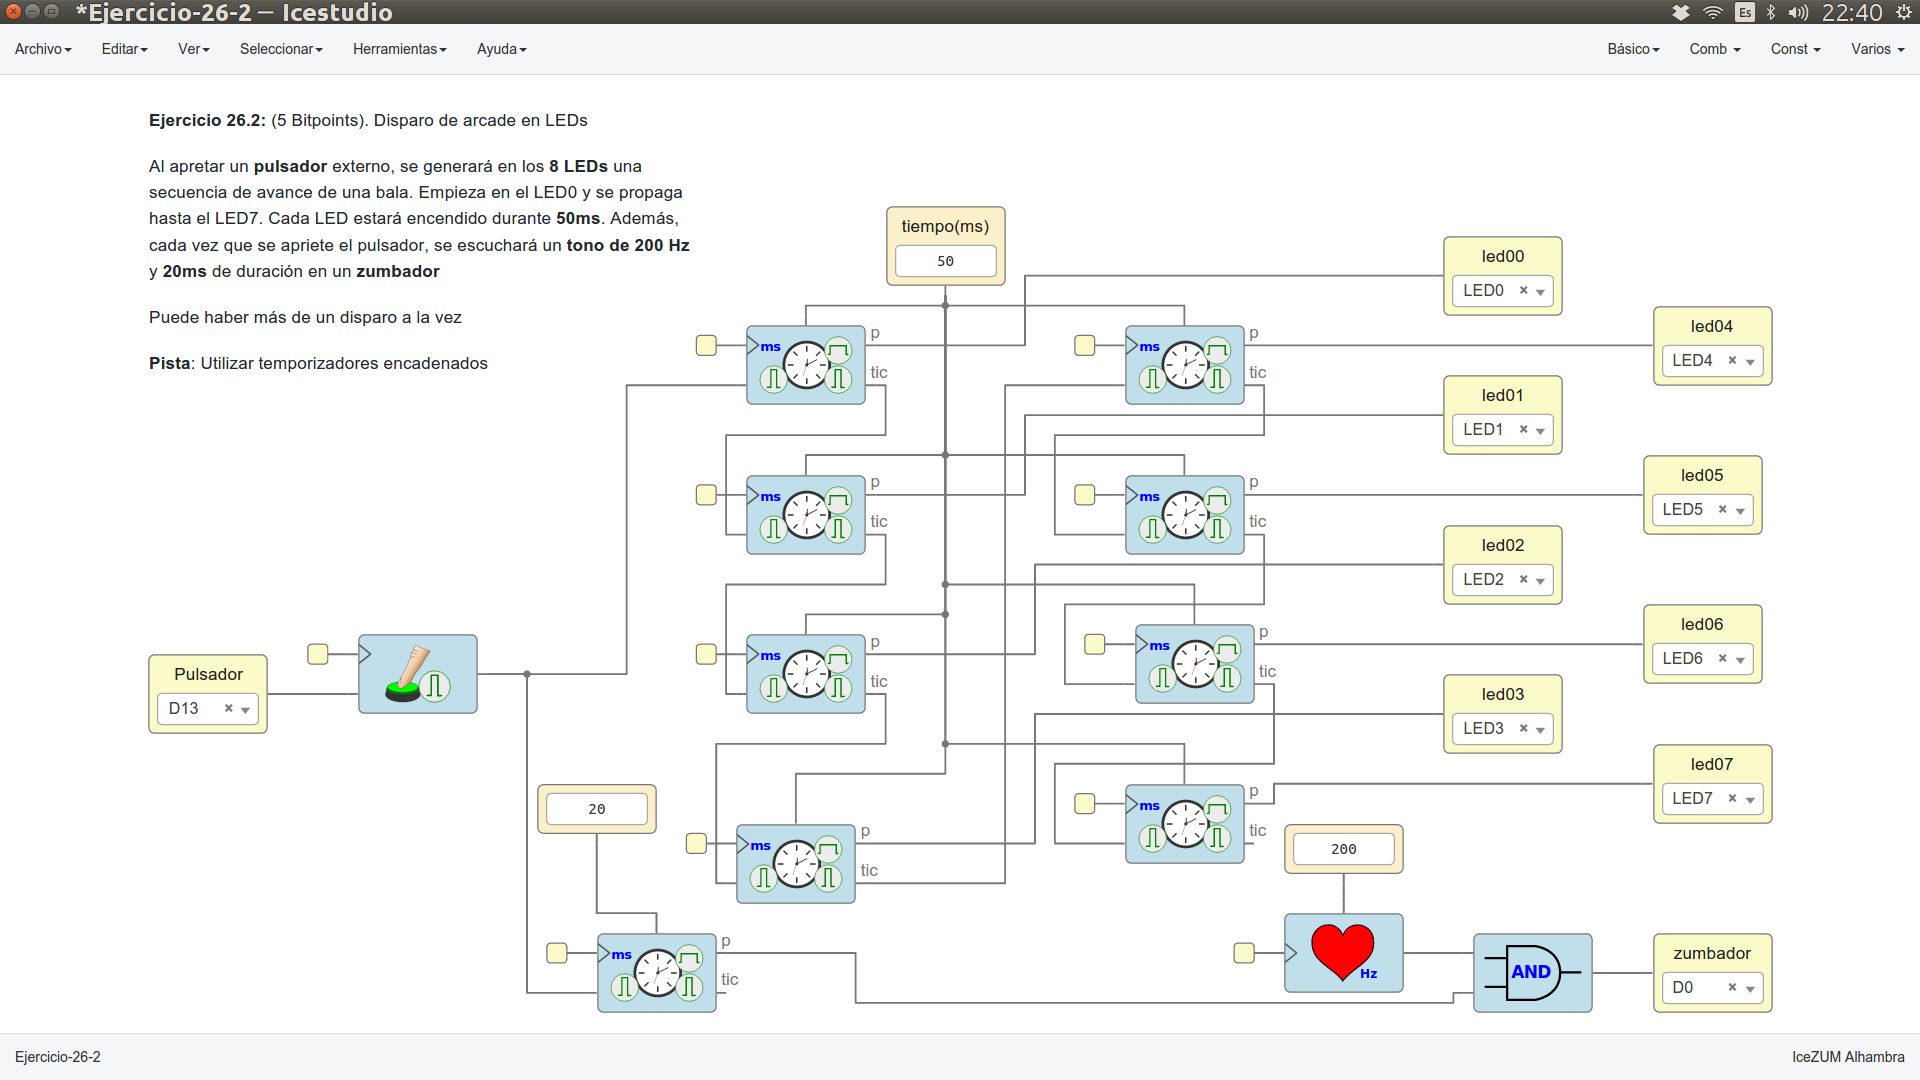 *Ejercicio-26-2 — Icestudio
Es
22:40
Archivo Editar Ver Seleccionar Herramientas Ayuda
Básico Comb Const Varios
Ejercicio 26.2: (5 Bitpoints). Disparo de arcade en LEDs
Al apretar un pulsador externo, se generará en los 8 LEDs una
secuencia de avance de una bala. Empieza en el LED0 y se propaga
hasta el LED7. Cada LED estará encendido durante 50ms. Además,
cada vez que se apriete el pulsador, se escuchará un tono de 200 Hz
y 20ms de duración en un zumbador
Puede haber más de un disparo a la vez
Pista: Utilizar temporizadores encadenados
tiempo(ms)
50
led00
LED0
led04
LED4
ms
p
tic
ms
p
tic
led01
LED1
led05
LED5
ms
p
tic
ms
p
tic
led02
LED2
led06
LED6
ms
p
tic
ms
p
tic
led03
LED3
led07
LED7
Pulsador
D13
20
ms
p
tic
ms
p
tic
200
ms
p
tic
Hz
AND
zumbador
D0
Ejercicio-26-2
IceZUM Alhambra